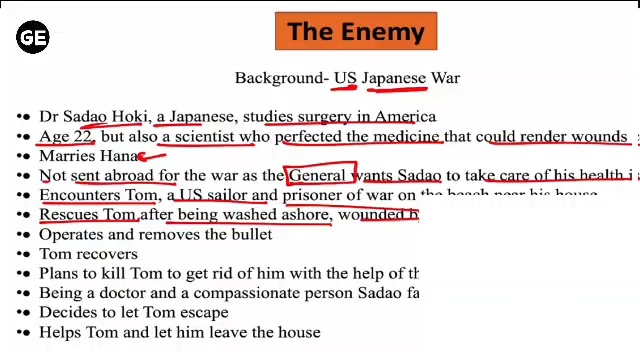 GE
The Enemy
Background- US Japanese War
•• Dr Sadao Hoki, a Japanese, studies surgery in America
•• Age 22, but also a scientist who perfected the medicine that could render wounds
•• Marries Hana
•• Not sent abroad for the war as the General wants Sadao to take care of his health i
•• Encounters Tom, a US sailor and prisoner of war on the beach near his house
•• Rescues Tom after being washed ashore, wounded b
•• Operates and removes the bullet
•• Tom recovers
•• Plans to kill Tom to get rid of him with the help of th
•• Being a doctor and a compassionate person Sadao fa
•• Decides to let Tom escape
•• Helps Tom and let him leave the house